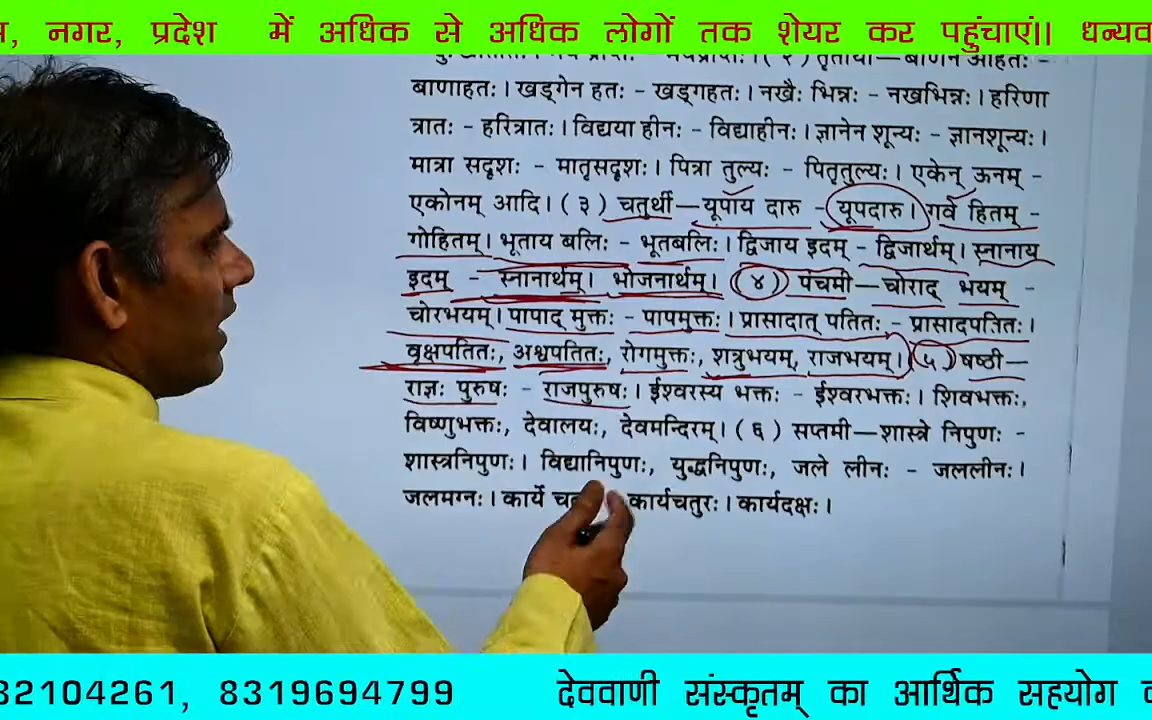 नगर, प्रदेश में अधिक से अधिक लोगों तक शेयर कर पहुंचाएं||
तृतीया—बाणेन आहतः -
बाणाहतः। खड्गेन हतः - खड्गहतः। नखैः भिन्नः - नखभिन्नः। हरिणा
त्रातः - हरित्रातः। विद्यया हीनः - विद्याहीनः। ज्ञानेन शून्यः - ज्ञानशून्यः।
मात्रा सदृशः - मातृसदृशः। पित्रा तुल्यः - पितृतुल्यः। एकेन् ऊनम् -
एकोनम् आदि। (३) चतुर्थी—यूपाय दारु - यूपदारु। गवे हितम् -
गोहितम्। भूताय बलिः - भूतबलिः। द्विजाय इदम् - द्विजार्थम्। स्नानाय
इदम् - स्नानार्थम्। भोजनार्थम्। (४) पंचमी—चोराद् भयम् -
चोरभयम्। पापाद् मुक्तः - पापमुक्तः। प्रासादात् पतितः - प्रासादपतितः।
वृक्षपतितः, अश्वपतितः, रोगमुक्तः, शत्रुभयम्, राजभयम्। (५) षष्ठी—
राज्ञः पुरुषः - राजपुरुषः। ईश्वरस्य भक्तः - ईश्वरभक्तः। शिवभक्तः,
विष्णुभक्तः, देवालयः, देवमन्दिरम्। (६) सप्तमी—शास्त्रे निपुणः -
शास्त्रनिपुणः। विद्यानिपुणः, युद्धनिपुणः, जले लीनः - जललीनः।
जलमग्नः। कार्ये कार्यचतुरः। कार्यदक्षः।
32104261, 8319694799 देववाणी संस्कृतम् का आर्थिक सहयोग